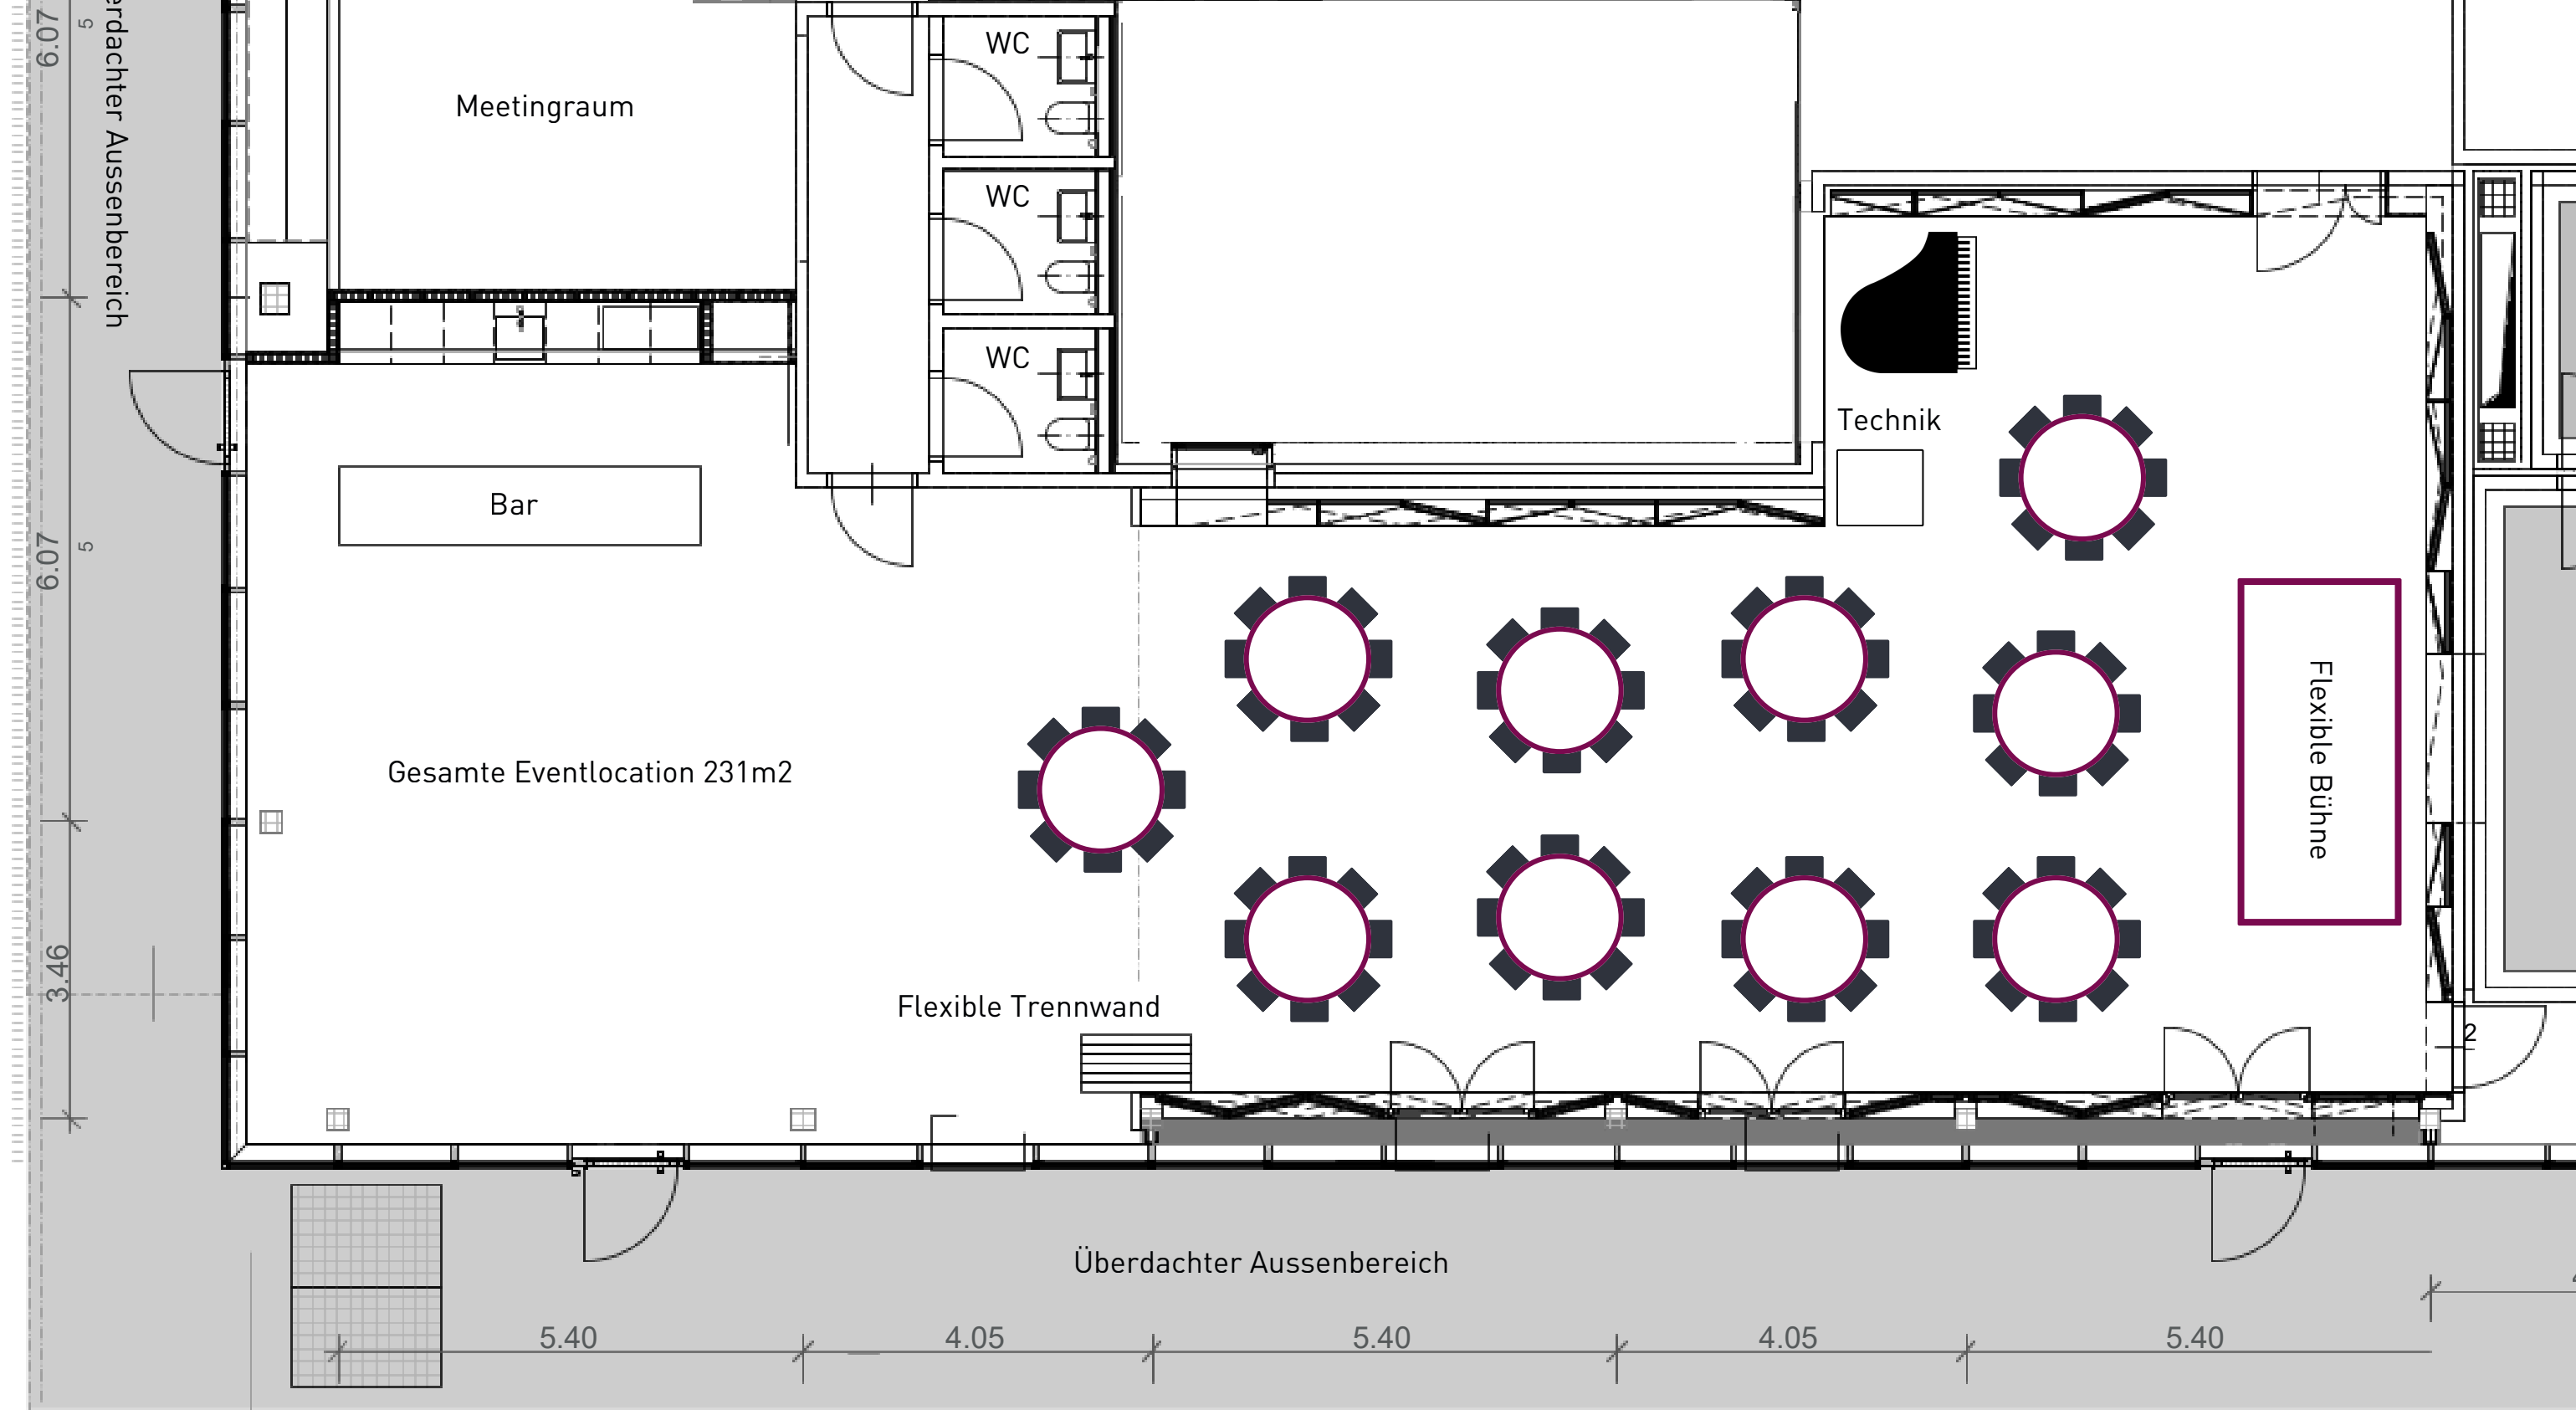 6.07
5
erdachter Aussenbereich
Meetingraum
WC
WC
WC
Technik
Bar
6.07
5
Gesamte Eventlocation 231m2
Flexible Bühne
3.46
Flexible Trennwand
2
Überdachter Aussenbereich
5.40
4.05
5.40
4.05
5.40